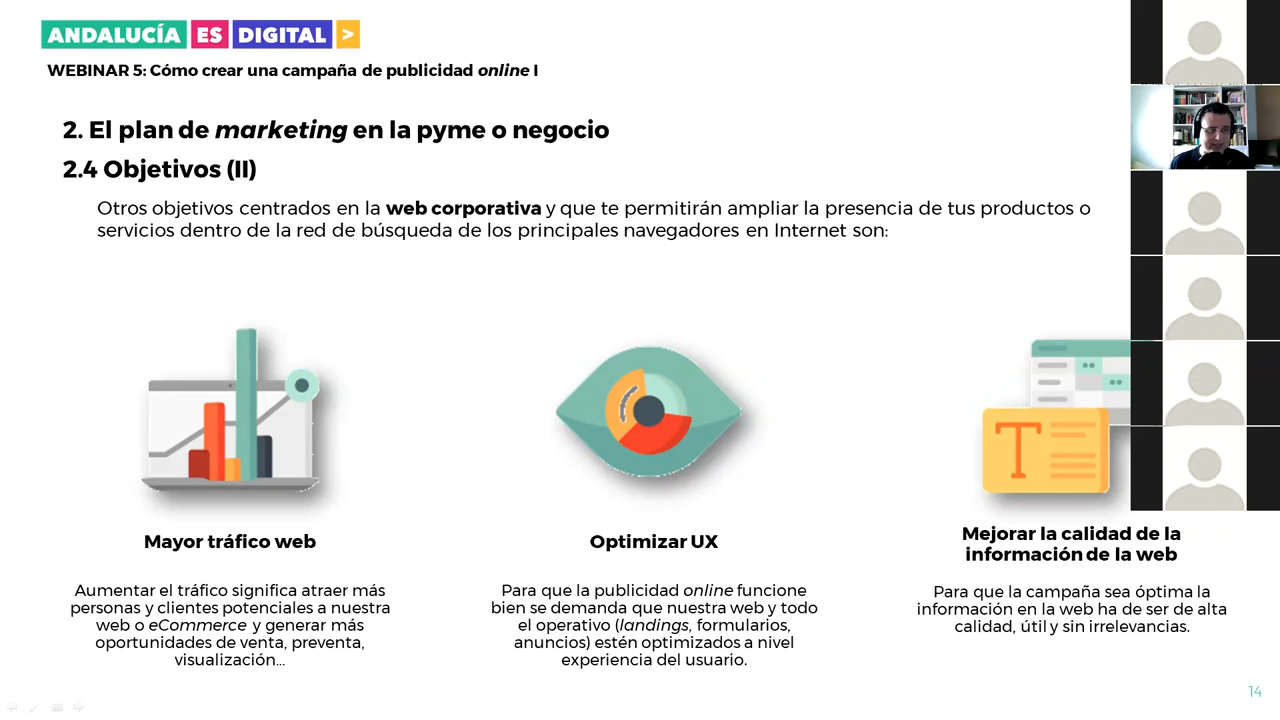 ANDALUCÍA ES DIGITAL >
WEBINAR 5: Cómo crear una campaña de publicidad online I
2. El plan de marketing en la pyme o negocio
2.4 Objetivos (II)
Otros objetivos centrados en la web corporativa y que te permitirán ampliar la presencia de tus productos o
servicios dentro de la red de búsqueda de los principales navegadores en Internet son:
T
Mayor tráfico web
Aumentar el tráfico significa atraer más
personas y clientes potenciales a nuestra
web o eCommerce y generar más
oportunidades de venta, preventa,
visualización...
Optimizar UX
Para que la publicidad online funcione
bien se demanda que nuestra web y todo
el operativo (landings, formularios,
anuncios) estén optimizados a nivel
experiencia del usuario.
Mejorar la calidad de la
información de la web
Para que la campaña sea óptima la
información en la web ha de ser de alta
calidad, útil y sin irrelevancias.
14